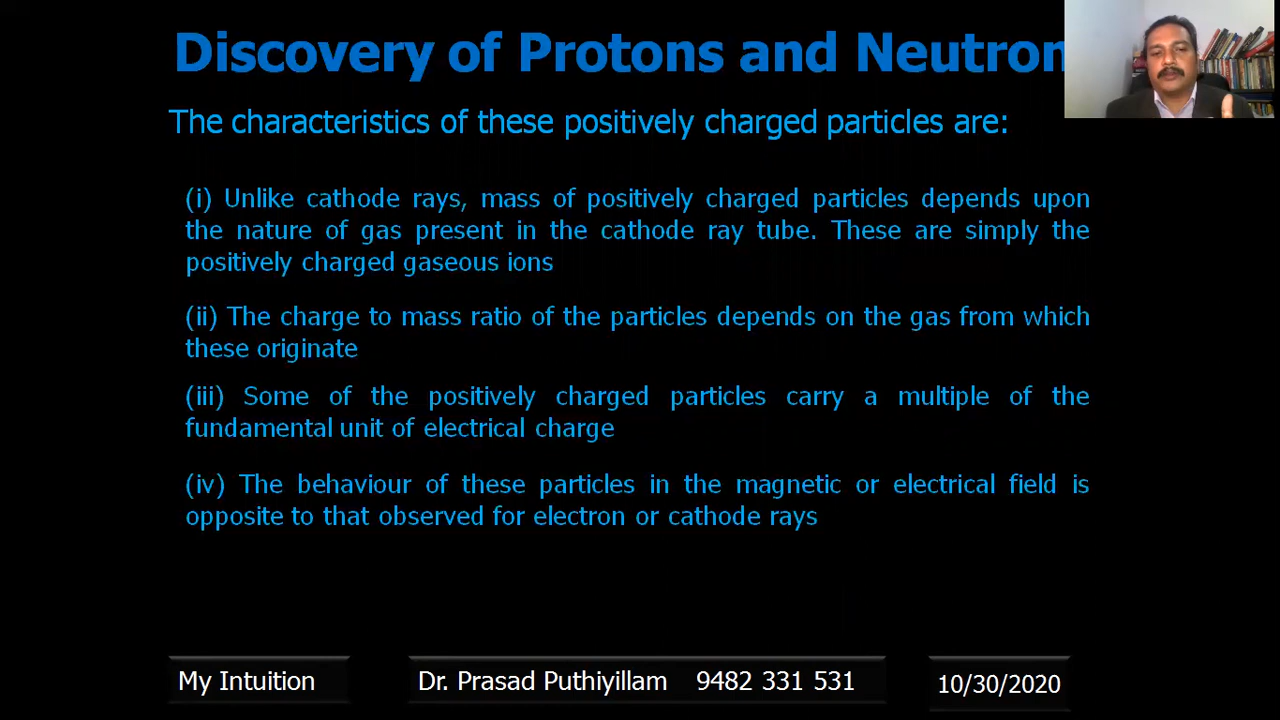 Discovery of Protons and Neutron
The characteristics of these positively charged particles are:
(i) Unlike cathode rays, mass of positively charged particles depends upon
the nature of gas present in the cathode ray tube. These are simply the
positively charged gaseous ions
(ii) The charge to mass ratio of the particles depends on the gas from which
these originate
(iii) Some of the positively charged particles carry a multiple of the
fundamental unit of electrical charge
(iv) The behaviour of these particles in the magnetic or electrical field is
opposite to that observed for electron or cathode rays
My Intuition
Dr. Prasad Puthiyillam 9482 331 531
10/30/2020